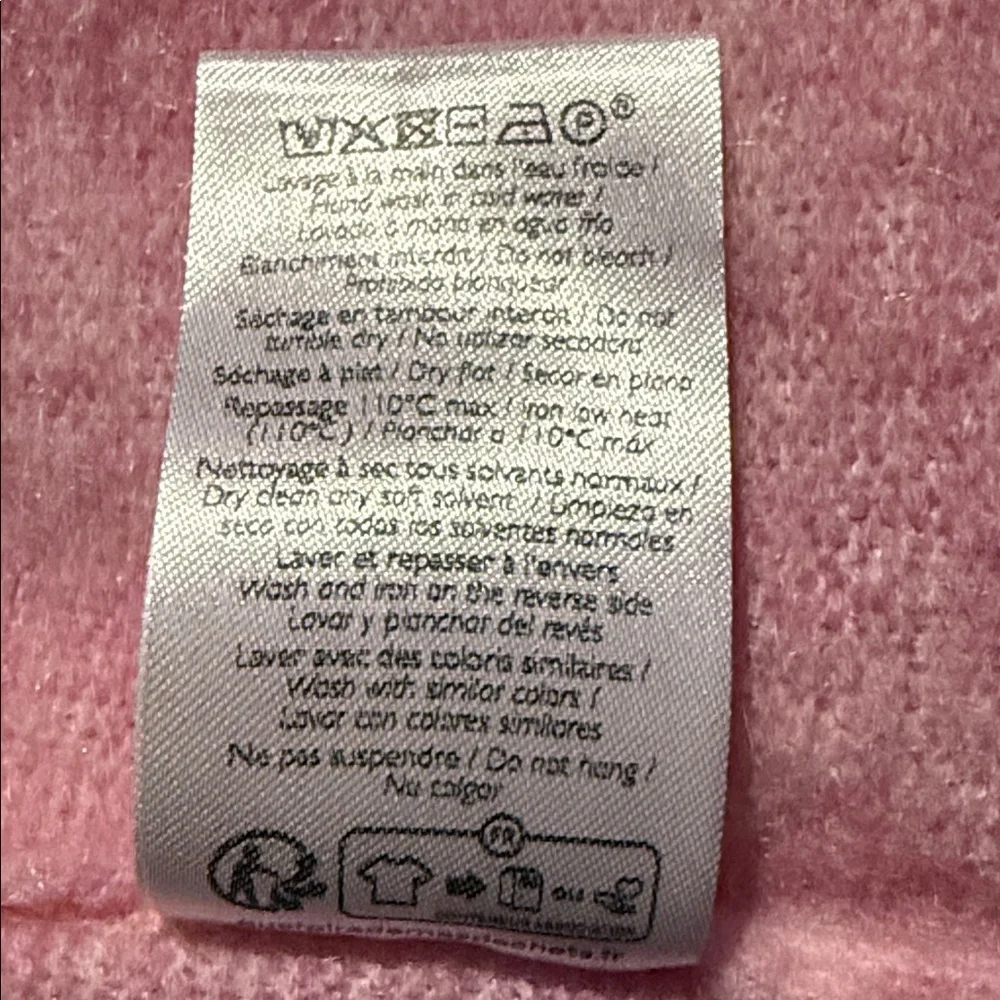 P ®
Lavage à la main dans l'eau froide /
Hand wash in cold water /
Lavado a mano en agua fría
Blanchiment interdit / Do not bleach /
Prohibido blanquear
Séchage en tambour interdit / Do not
tumble dry / No utilizar secadora
Séchage à plat / Dry flat / Secar en plano
Repassage 110°C max / Iron low heat
(110°C) / Planchar a 110°C máx
Nettoyage à sec tous solvants normaux /
Dry clean any soft solvent / Limpieza en
seco con todos los solventes normales
Laver et repasser à l'envers
Wash and iron on the reverse side
Lavar y planchar del revés
Laver avec des coloris similaires /
Wash with similar colors /
Lavar con colores similares
Ne pas suspendre / Do not hang /
No colgar
FR
ou